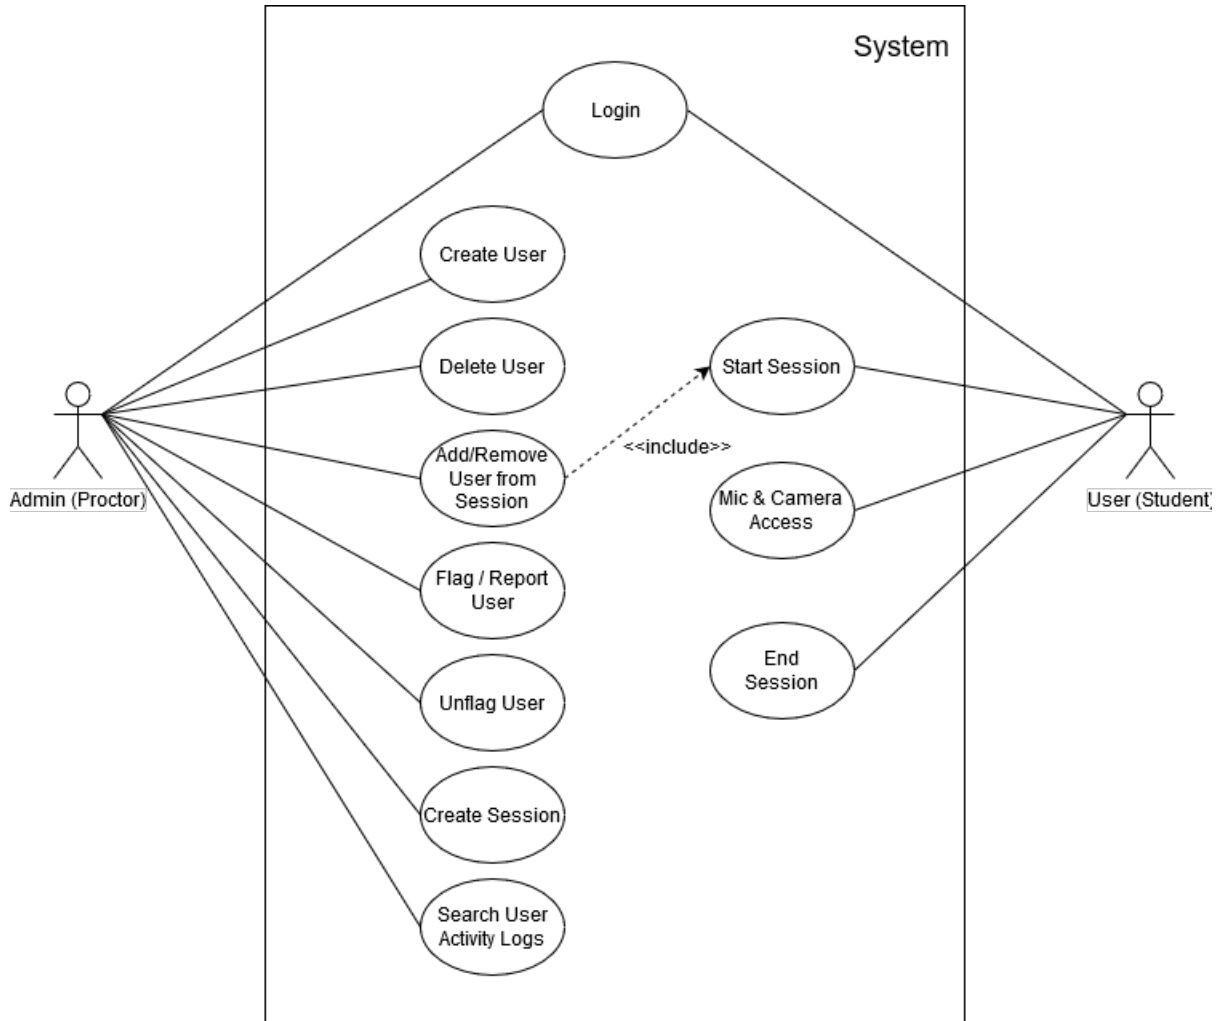 System
Login
Create User
Delete User
Start Session
Add/Remove
User from
Session
<<include>>
Admin (Proctor)
Mic & Camera
Access
User (Student)
Flag / Report
User
End
Session
Unflag User
Create Session
Search User
Activity Logs